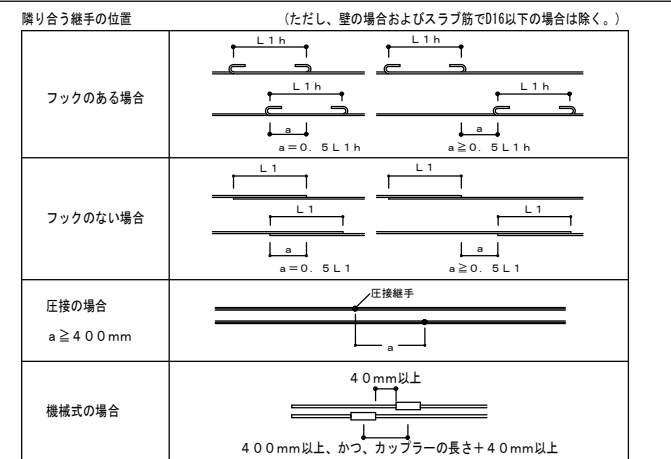 隣り合う継手の位置 (ただし、壁の場合およびスラブ筋でD16以下の場合は除く。)
フックのある場合
L1h
L1h
L1h
L1h
a
a
a=0.5L1h
a≧0.5L1h
フックのない場合
L1
L1
L1
L1
a
a
a=0.5L1
a≧0.5L1
圧接の場合
a≧400mm
圧接継手
a
機械式の場合
40mm以上
400mm以上、かつ、カップラーの長さ+40mm以上